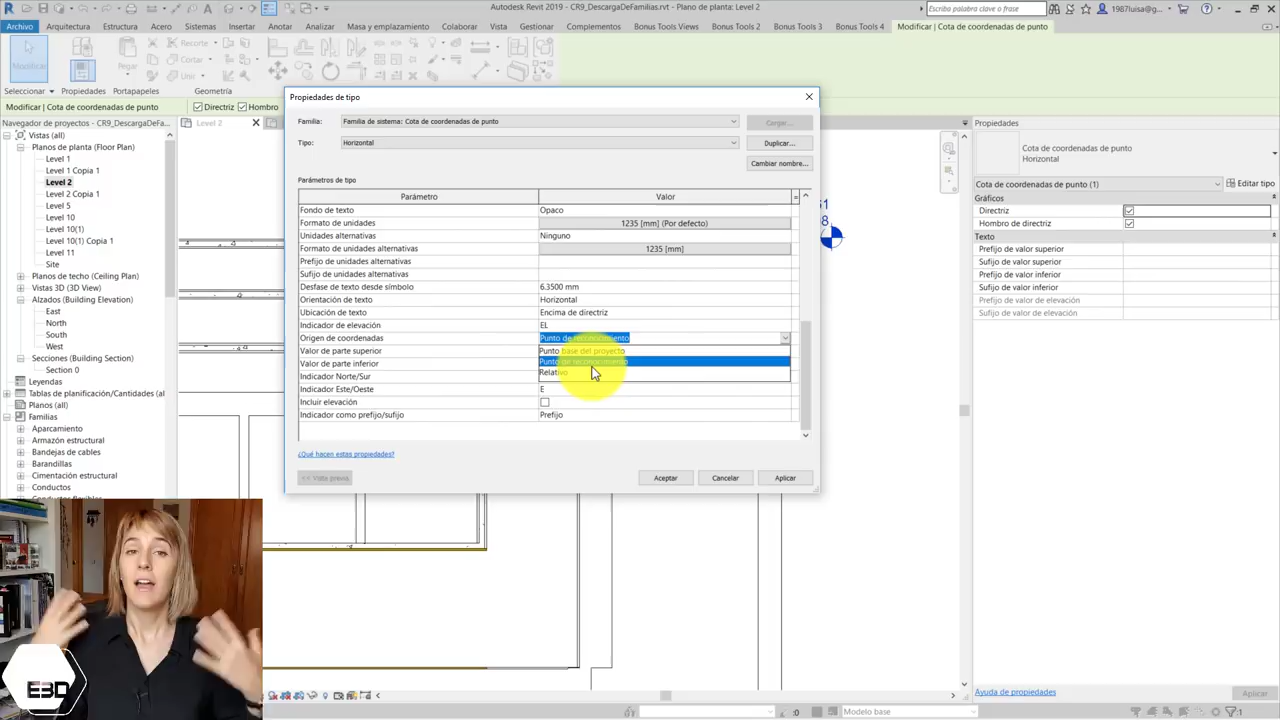 Autodesk Revit 2019 - CR9_DescargaDeFamilias.rvt - Plano de planta: Level 2
Escriba palabra clave o frase
1987luisa@g...
Archivo Arquitectura Estructura Acero Sistemas Insertar Anotar Analizar Masa y emplazamiento Colaborar Vista Gestionar Complementos Bonus Tools Views Bonus Tools 2 Bonus Tools 3 Bonus Tools 4 Modificar | Cota de coordenadas de punto
Modificar
Pegar
Recorte
Cortar
Unir
Seleccionar Propiedades Portapapeles Geometría
Modificar | Cota de coordenadas de punto Directriz Hombro
Navegador de proyectos - CR9_DescargaDeFa...
Vistas (all)
Planos de planta (Floor Plan)
Level 1
Level 1 Copia 1
Level 2
Level 2 Copia 1
Level 5
Level 10
Level 10(1)
Level 10(1) Copia 1
Level 11
Site
Planos de techo (Ceiling Plan)
Vistas 3D (3D View)
Alzados (Building Elevation)
East
North
South
West
Secciones (Building Section)
Section 0
Leyendas
Tablas de planificación/Cantidades (al
Planos (all)
Familias
Aparcamiento
Armazón estructural
Bandejas de cables
Barandillas
Cimentación estructural
Conductos
Level 2
Propiedades de tipo
Familia: Familia de sistema: Cota de coordenadas de punto Cargar...
Tipo: Horizontal Duplicar...
Cambiar nombre...
Parámetros de tipo
Parámetro Valor =
Fondo de texto Opaco
Formato de unidades 1235 [mm] (Por defecto)
Unidades alternativas Ninguno
Formato de unidades alternativas 1235 [mm]
Prefijo de unidades alternativas
Sufijo de unidades alternativas
Desfase de texto desde símbolo 6.3500 mm
Orientación de texto Horizontal
Ubicación de texto Encima de directriz
Indicador de elevación EL
Origen de coordenadas Punto de reconocimiento
Valor de parte superior Punto base del proyecto
Punto de reconocimiento
Valor de parte inferior
Relativo
Indicador Norte/Sur
Indicador Este/Oeste E
Incluir elevación
Indicador como prefijo/sufijo Prefijo
¿Qué hacen estas propiedades?
<< Vista previa Aceptar Cancelar Aplicar
8
Propiedades
Cota de coordenadas de punto
Horizontal
Cota de coordenadas de punto (1) Editar tipo
Gráficos
Directriz
Hombro de directriz
Texto
Prefijo de valor superior
Sufijo de valor superior
Prefijo de valor inferior
Sufijo de valor inferior
Prefijo de valor de elevación
Sufijo de valor de elevación
Ayuda de propiedades Aplicar
:0 Modelo base :1
E3D